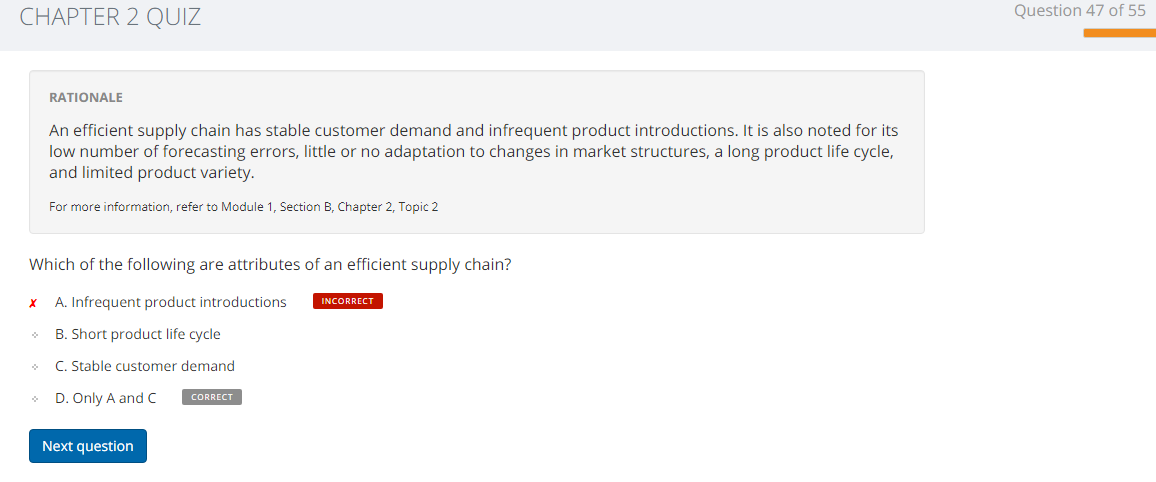 CHAPTER 2 QUIZ
Question 47 of 55
RATIONALE
An efficient supply chain has stable customer demand and infrequent product introductions. It is also noted for its
low number of forecasting errors, little or no adaptation to changes in market structures, a long product life cycle,
and limited product variety.
For more information, refer to Module 1, Section B, Chapter 2, Topic 2
Which of the following are attributes of an efficient supply chain?
✗ A. Infrequent product introductions INCORRECT
B. Short product life cycle
C. Stable customer demand
D. Only A and C CORRECT
Next question